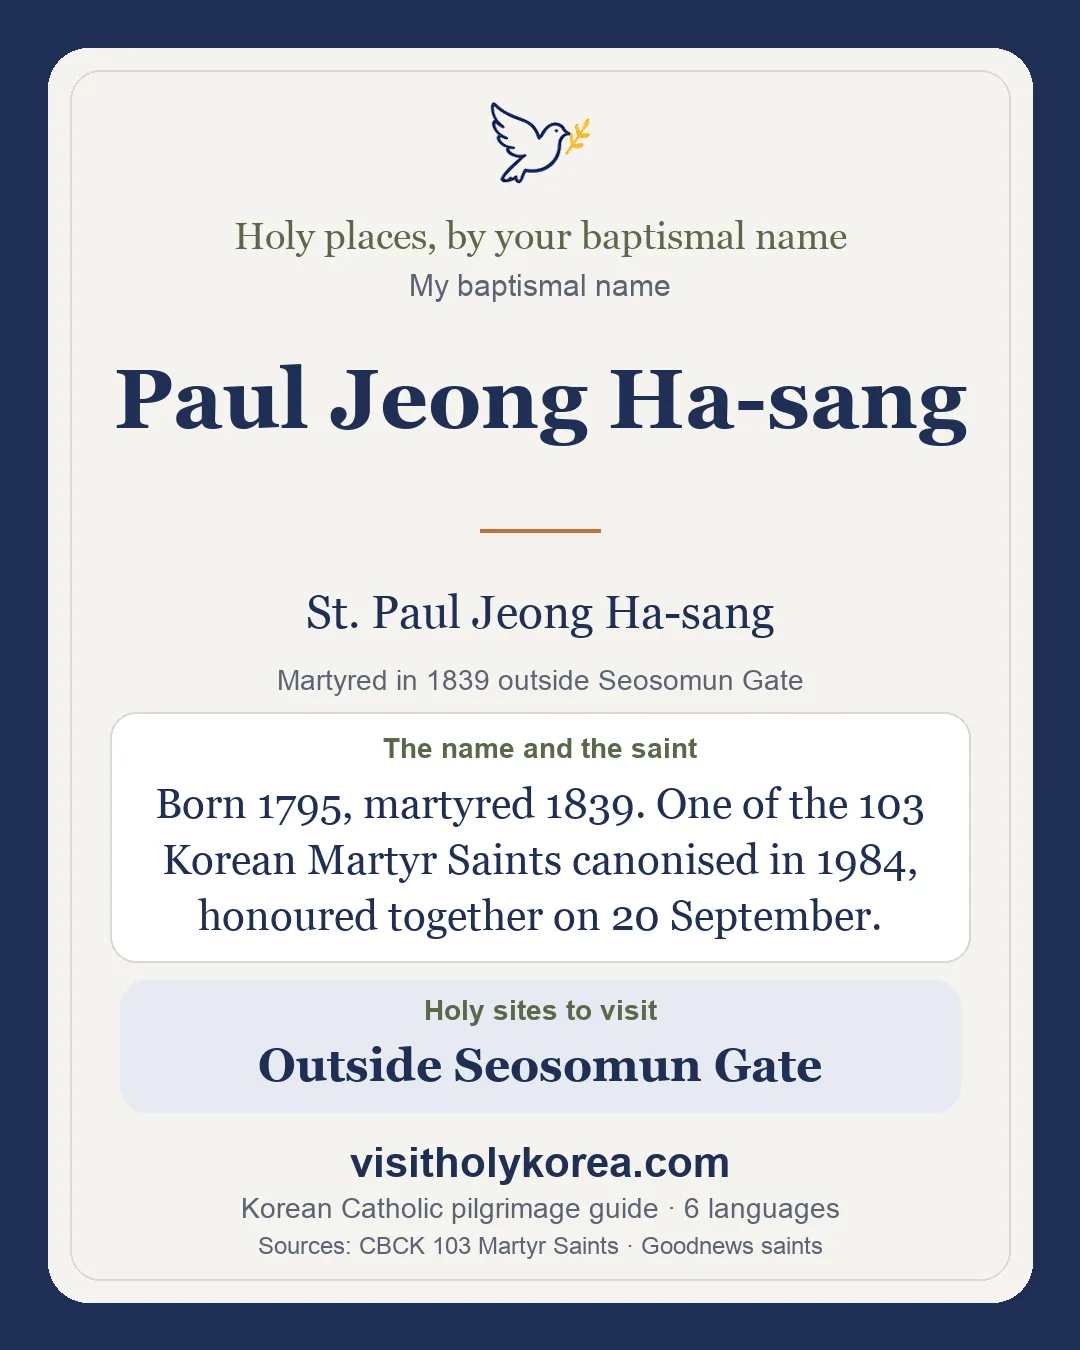 Holy places, by your baptismal name
My baptismal name
Paul Jeong Ha-sang
St. Paul Jeong Ha-sang
Martyred in 1839 outside Seosomun Gate
The name and the saint
Born 1795, martyred 1839. One of the 103
Korean Martyr Saints canonised in 1984,
honoured together on 20 September.
Holy sites to visit
Outside Seosomun Gate
visitholykorea.com
Korean Catholic pilgrimage guide · 6 languages
Sources: CBCK 103 Martyr Saints · Goodnews saints